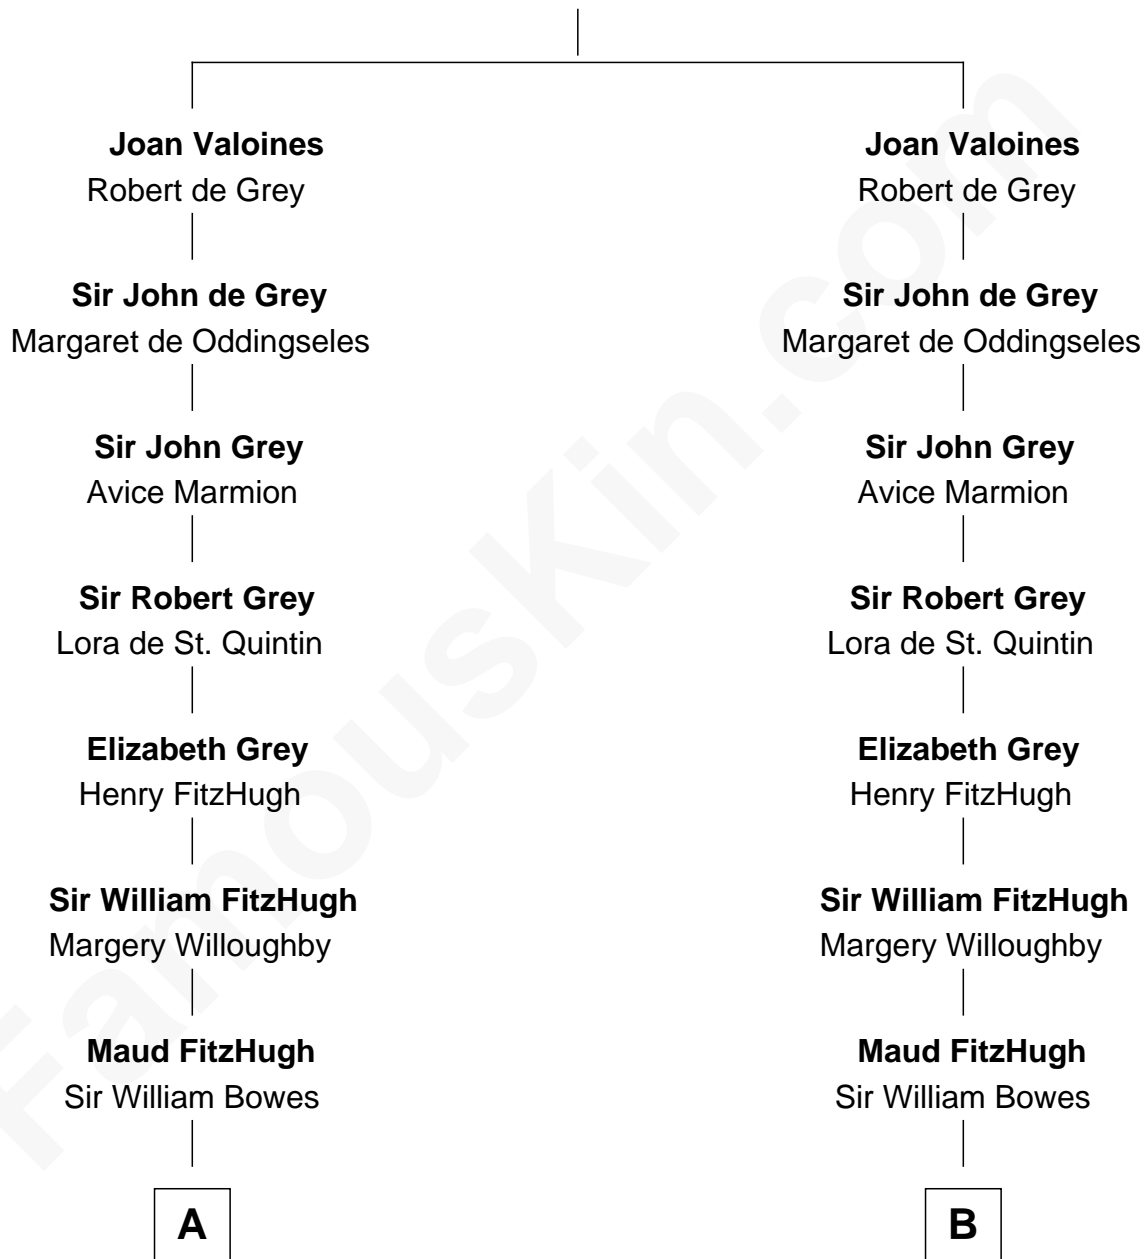 Joan Valoines
Robert de Grey
Sir John de Grey
Margaret de Oddingseles
Sir John Grey
Avice Marmion
Sir Robert Grey
Lora de St. Quintin
Elizabeth Grey
Henry FitzHugh
Sir William FitzHugh
Margery Willoughby
Maud FitzHugh
Sir William Bowes
A
Joan Valoines
Robert de Grey
Sir John de Grey
Margaret de Oddingseles
Sir John Grey
Avice Marmion
Sir Robert Grey
Lora de St. Quintin
Elizabeth Grey
Henry FitzHugh
Sir William FitzHugh
Margery Willoughby
Maud FitzHugh
Sir William Bowes
B
FamousKin.com